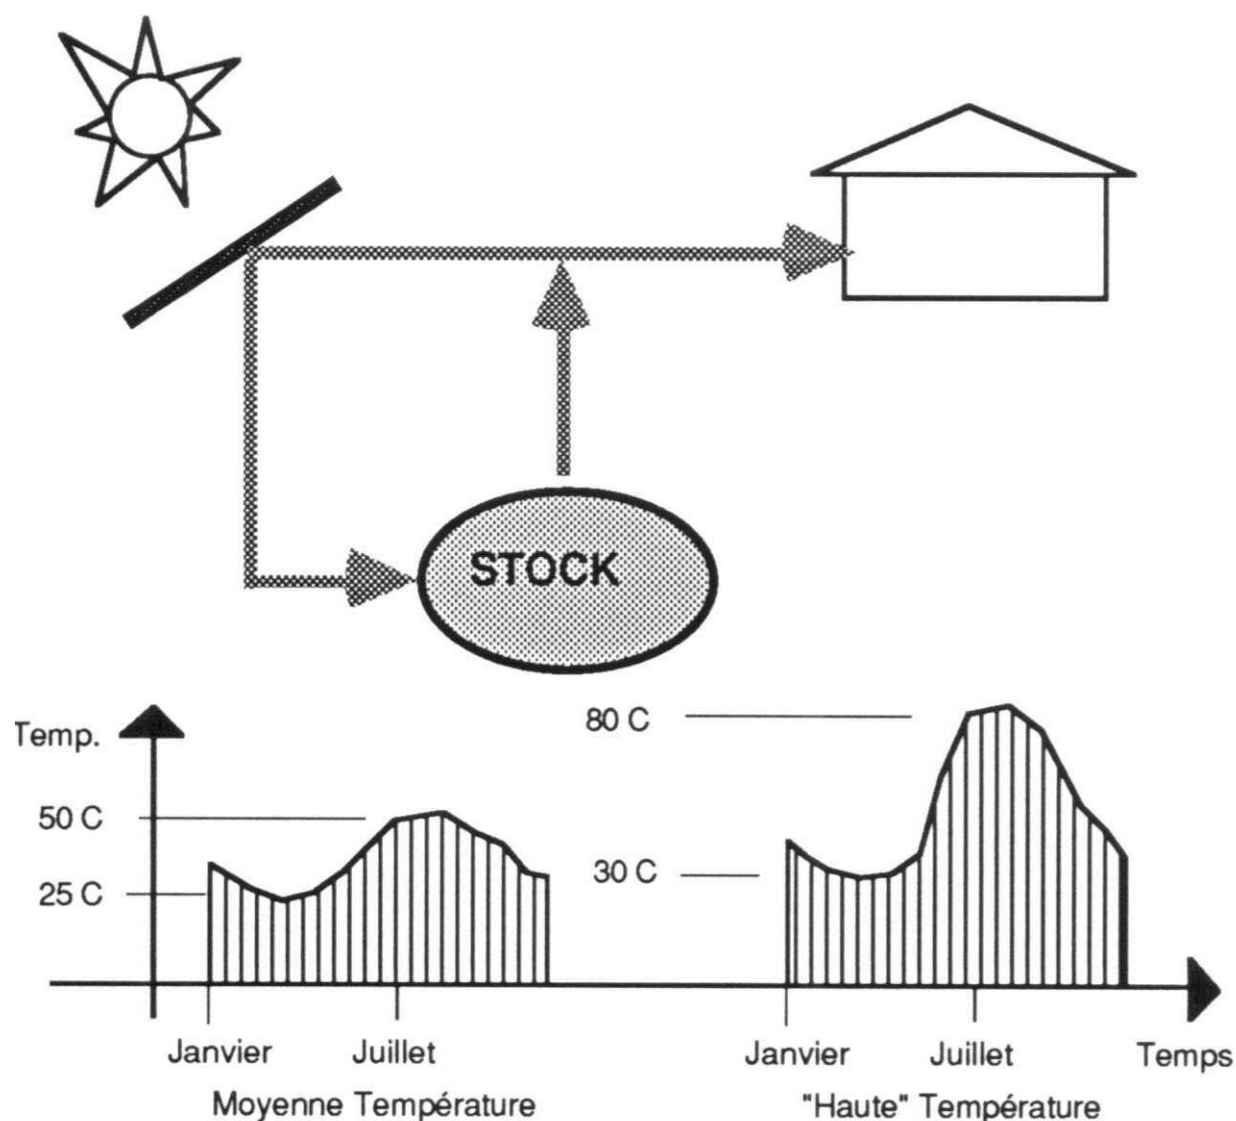 STOCK
80 C
Temp.
50 C
30 C
25 C
Janvier Juillet Janvier Juillet Temps
Moyenne Température "Haute" Température